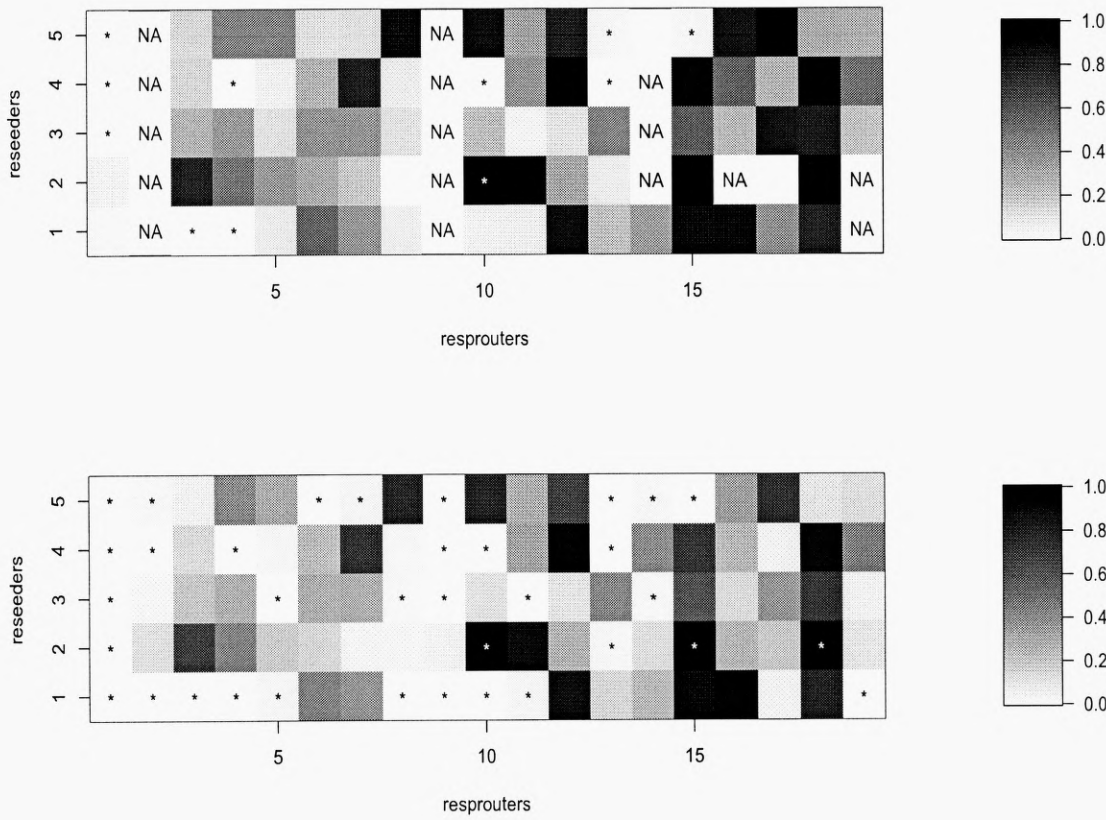 5 * NA NA * * 1.0
4 * NA * NA * * NA 0.8
3 * NA NA NA 0.6
2 NA NA * NA NA NA 0.4
1 NA * * NA NA 0.2
0.0
reseeders
5 10 15
resprouters
5 * * * * * * * * 1.0
4 * * * * * * 0.8
3 * * * * * * 0.6
2 * * * * * 0.4
1 * * * * * * * * * * 0.2
0.0
reseeders
5 10 15
resprouters